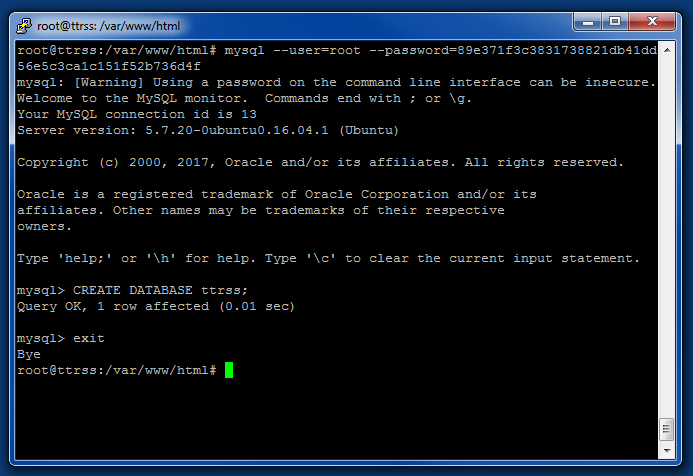 root@ttrss: /var/www/html
root@ttrss:/var/www/html# mysql --user=root --password=89e371f3c3831738821db41dd
56e5c3ca1c151f52b736d4f
mysql: [Warning] Using a password on the command line interface can be insecure.
Welcome to the MySQL monitor.  Commands end with ; or \g.
Your MySQL connection id is 13
Server version: 5.7.20-0ubuntu0.16.04.1 (Ubuntu)
Copyright (c) 2000, 2017, Oracle and/or its affiliates. All rights reserved.
Oracle is a registered trademark of Oracle Corporation and/or its
affiliates. Other names may be trademarks of their respective
owners.
Type 'help;' or '\h' for help. Type '\c' to clear the current input statement.
mysql> CREATE DATABASE ttrss;
Query OK, 1 row affected (0.01 sec)
mysql> exit
Bye
root@ttrss:/var/www/html#